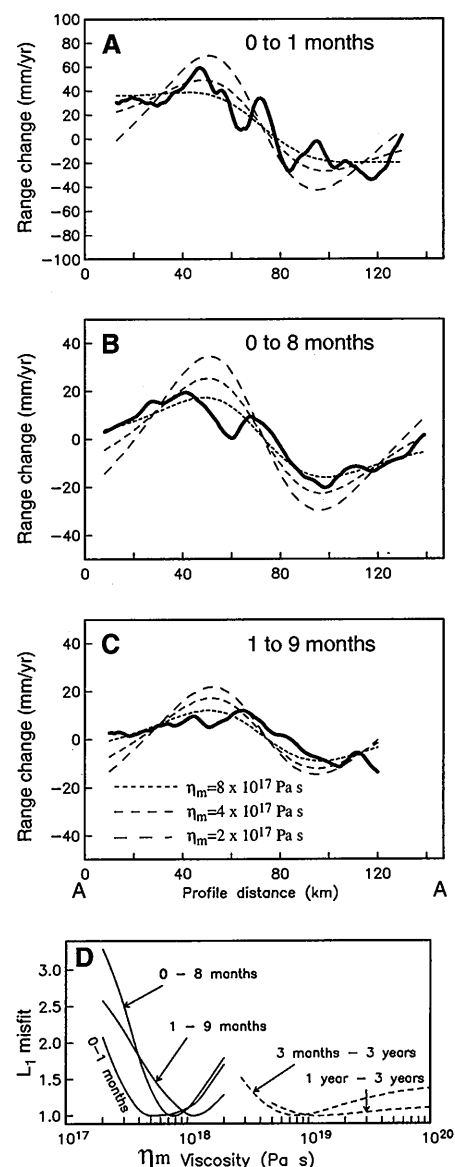 A
0 to 1 months
Range change (mm/yr)
100
80
60
40
20
0
−20
−40
−60
−80
−100
0 40 80 120
B
0 to 8 months
Range change (mm/yr)
40
20
0
−20
−40
0 40 80 120
C
1 to 9 months
Range change (mm/yr)
40
20
0
−20
−40
ηm=8 x 10^17 Pa s
ηm=4 x 10^17 Pa s
ηm=2 x 10^17 Pa s
0 40 80 120
A Profile distance (km) A
D
L1 misfit
3.0
2.5
2.0
1.5
1.0
0 – 8 months
1 – 9 months
0–1 months
3 months – 3 years
1 year – 3 years
10^17 10^18 10^19 10^20
ηm Viscosity (Pa s)